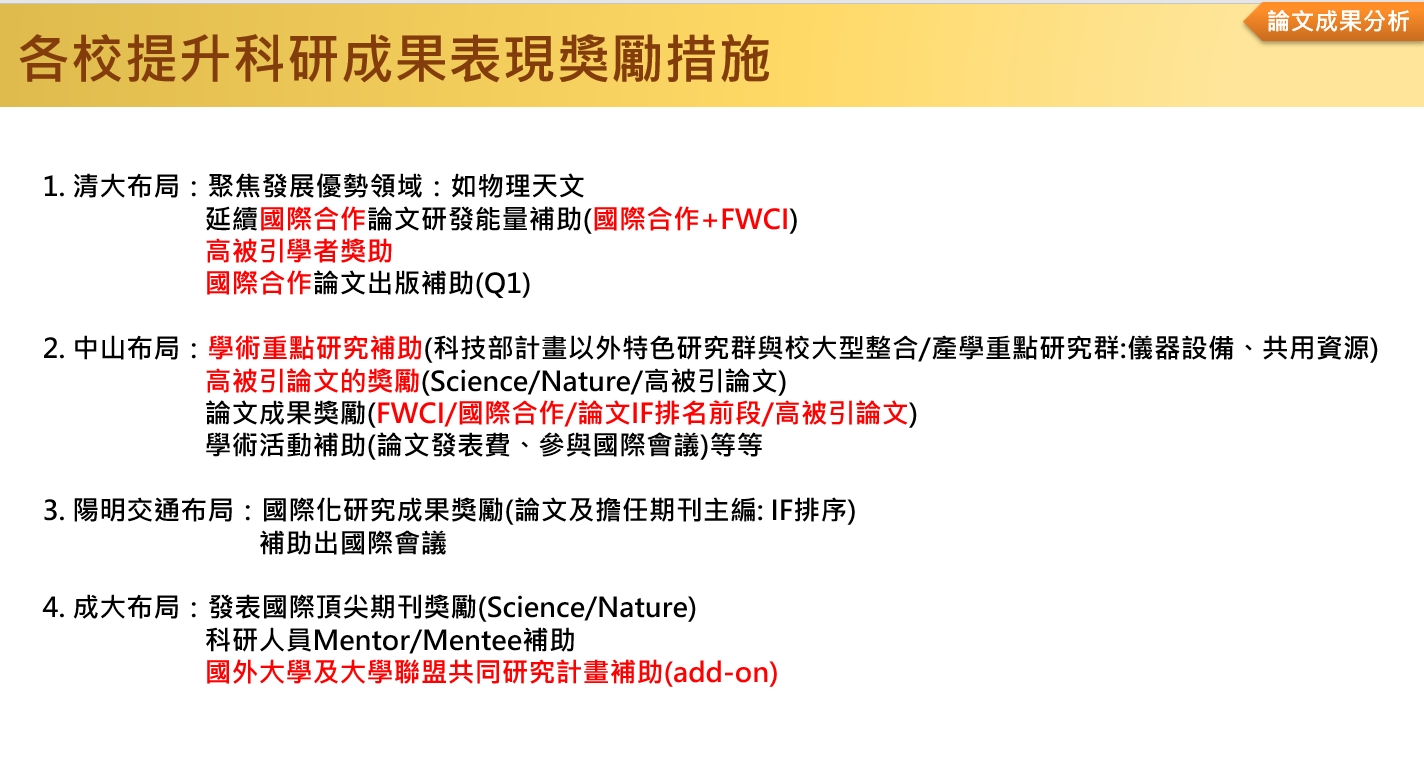 論文成果分析
各校提升科研成果表現獎勵措施
1. 清大布局：聚焦發展優勢領域：如物理天文
延續國際合作論文研發能量補助(國際合作+FWCI)
高被引學者獎助
國際合作論文出版補助(Q1)
2. 中山布局：學術重點研究補助(科技部計畫以外特色研究群與校大型整合/產學重點研究群:儀器設備、共用資源)
高被引論文的獎勵(Science/Nature/高被引論文)
論文成果獎勵(FWCI/國際合作/論文IF排名前段/高被引論文)
學術活動補助(論文發表費、參與國際會議)等等
3. 陽明交通布局：國際化研究成果獎勵(論文及擔任期刊主編: IF排序)
補助出國際會議
4. 成大布局：發表國際頂尖期刊獎勵(Science/Nature)
科研人員Mentor/Mentee補助
國外大學及大學聯盟共同研究計畫補助(add-on)